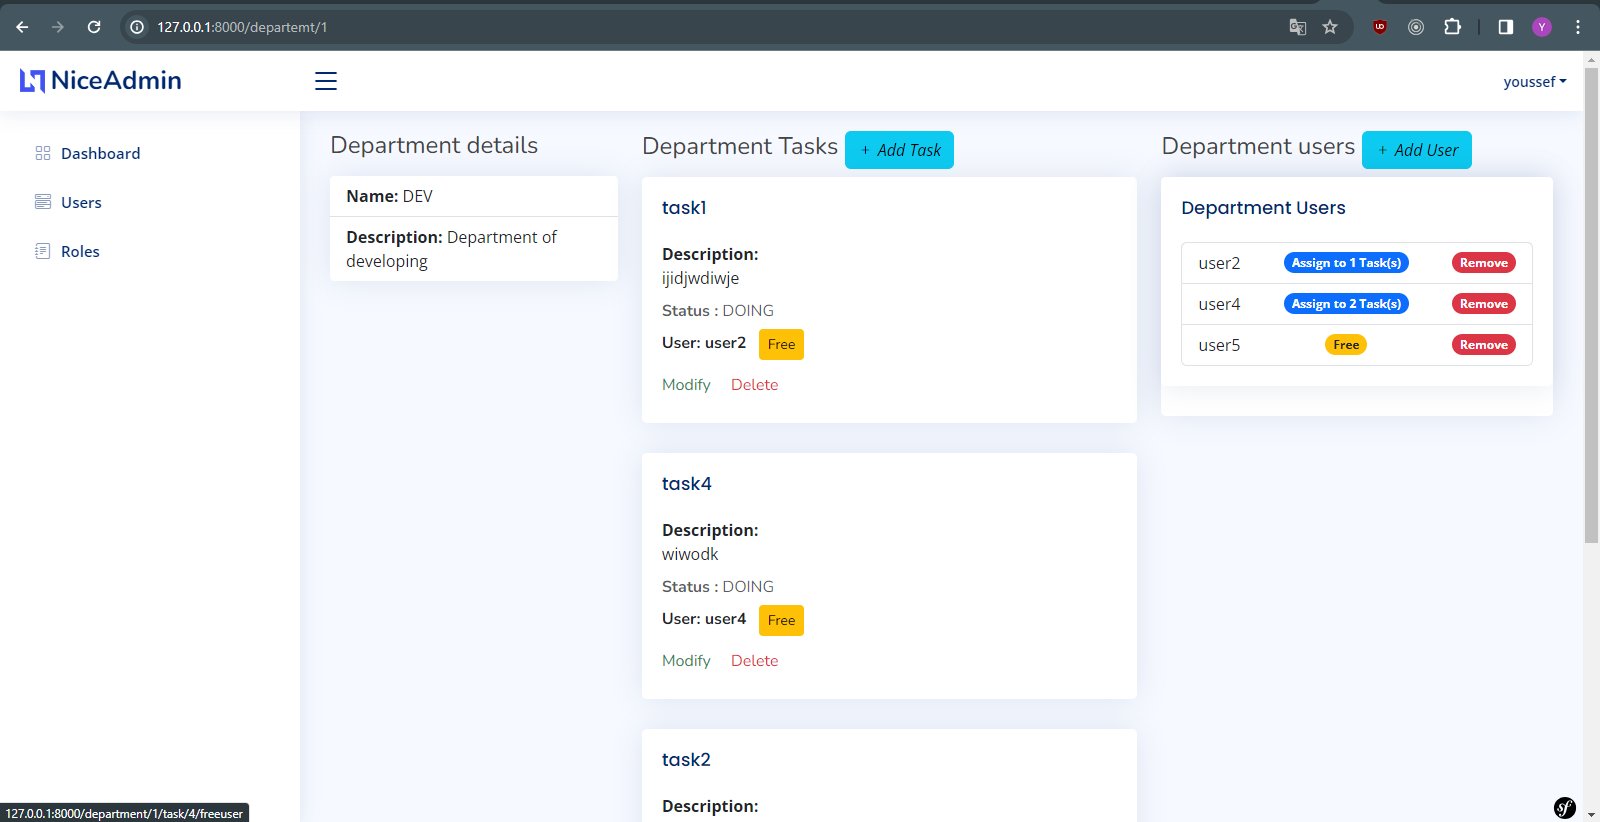 127.0.0.1:8000/departemt/1
NiceAdmin
youssef
Dashboard
Users
Roles
Department details
Name: DEV
Description: Department of
developing
Department Tasks
+ Add Task
task1
Description:
ijidjwdiwje
Status : DOING
User: user2 Free
Modify Delete
task4
Description:
wiwodk
Status : DOING
User: user4 Free
Modify Delete
task2
Description:
Department users
+ Add User
Department Users
user2 Assign to 1 Task(s) Remove
user4 Assign to 2 Task(s) Remove
user5 Free Remove
127.0.0.1:8000/department/1/task/4/freeuser
Y
sf